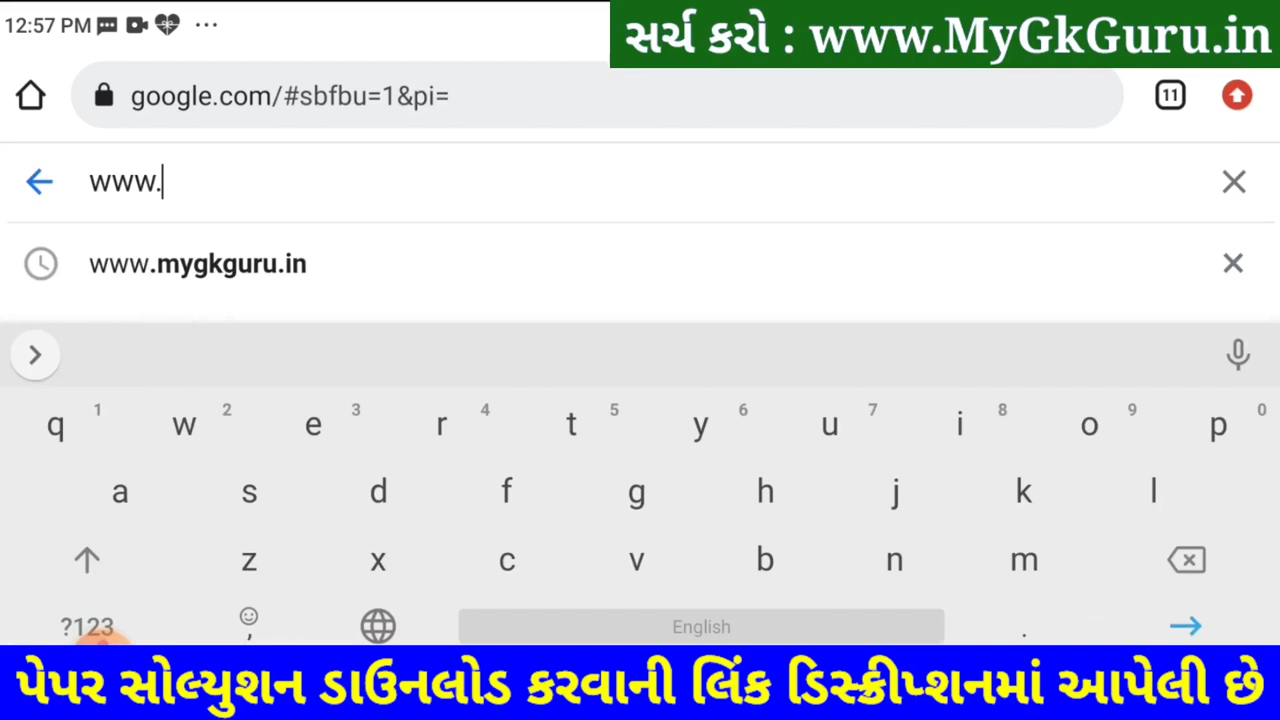 12:57 PM
સર્ચ કરો : www.MyGkGuru.in
google.com/#sbfbu=1&pi=
11
www.
www.mygkguru.in
q 1 w 2 e 3 r 4 t 5 y 6 u 7 i 8 o 9 p 0
a s d f g h j k l
z x c v b n m
?123 , English .
પેપર સોલ્યુશન ડાઉનલોડ કરવાની લિંક ડિસ્ક્રીપ્શનમાં આપેલી છે